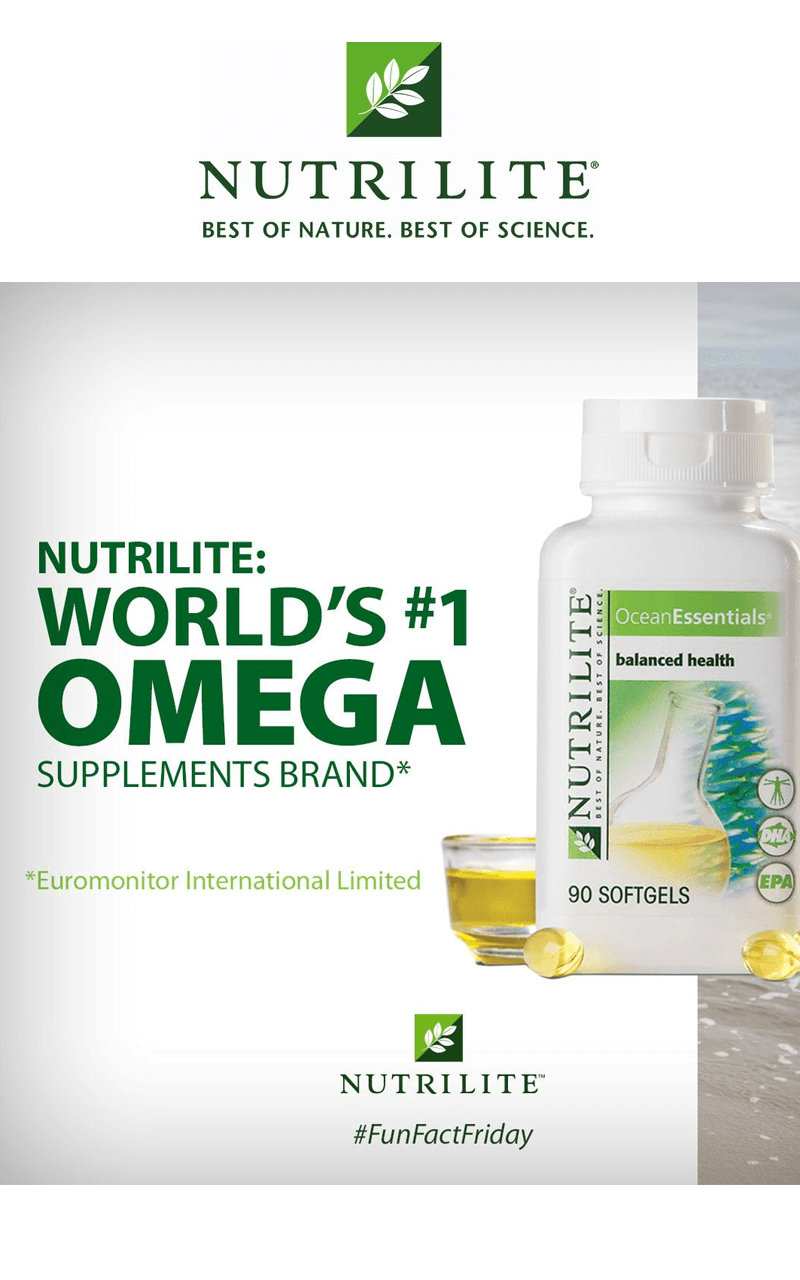 NUTRILITE®
BEST OF NATURE. BEST OF SCIENCE.
NUTRILITE:
WORLD'S #1
OMEGA
SUPPLEMENTS BRAND*
*Euromonitor International Limited
NUTRILITE®
BEST OF NATURE. BEST OF SCIENCE.
OceanEssentials®
balanced health
DHA
EPA
90 SOFTGELS
NUTRILITE™
#FunFactFriday